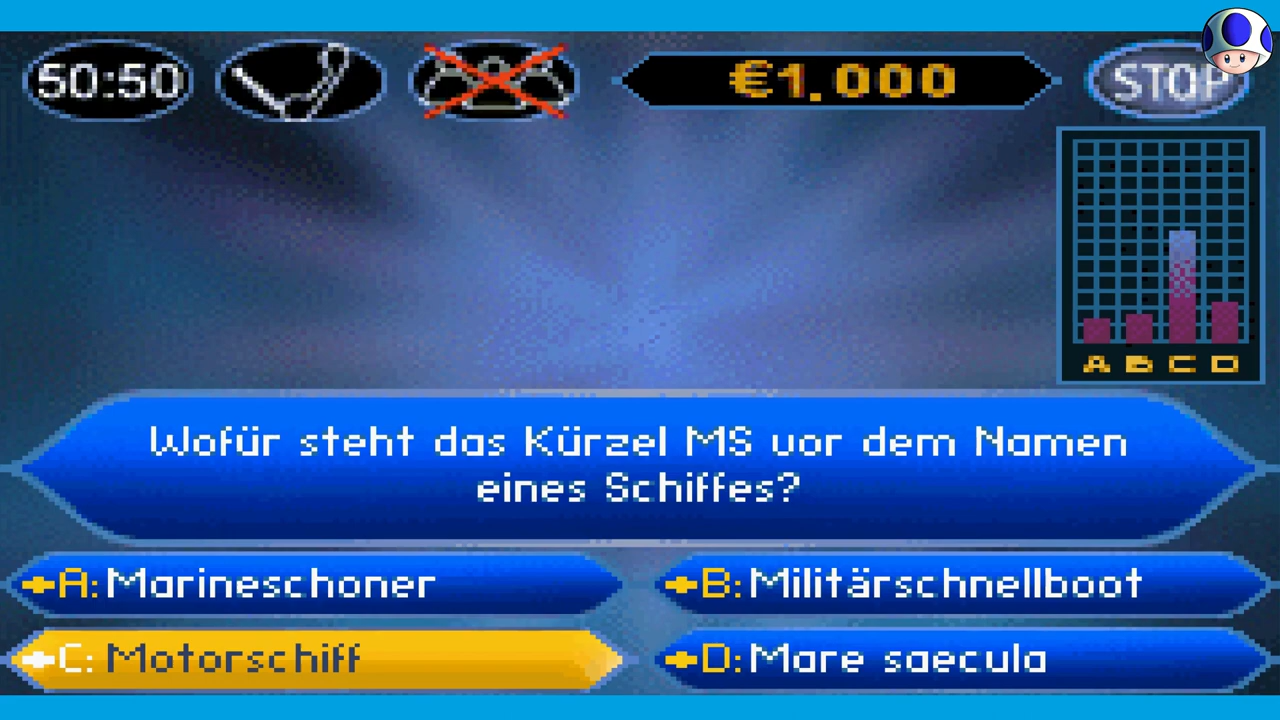 50:50
€1.000
STOP
A B C D
Wofür steht das Kürzel MS vor dem Namen
eines Schiffes?
A: Marineschoner
B: Militärschnellboot
C: Motorschiff
D: Mare saecula